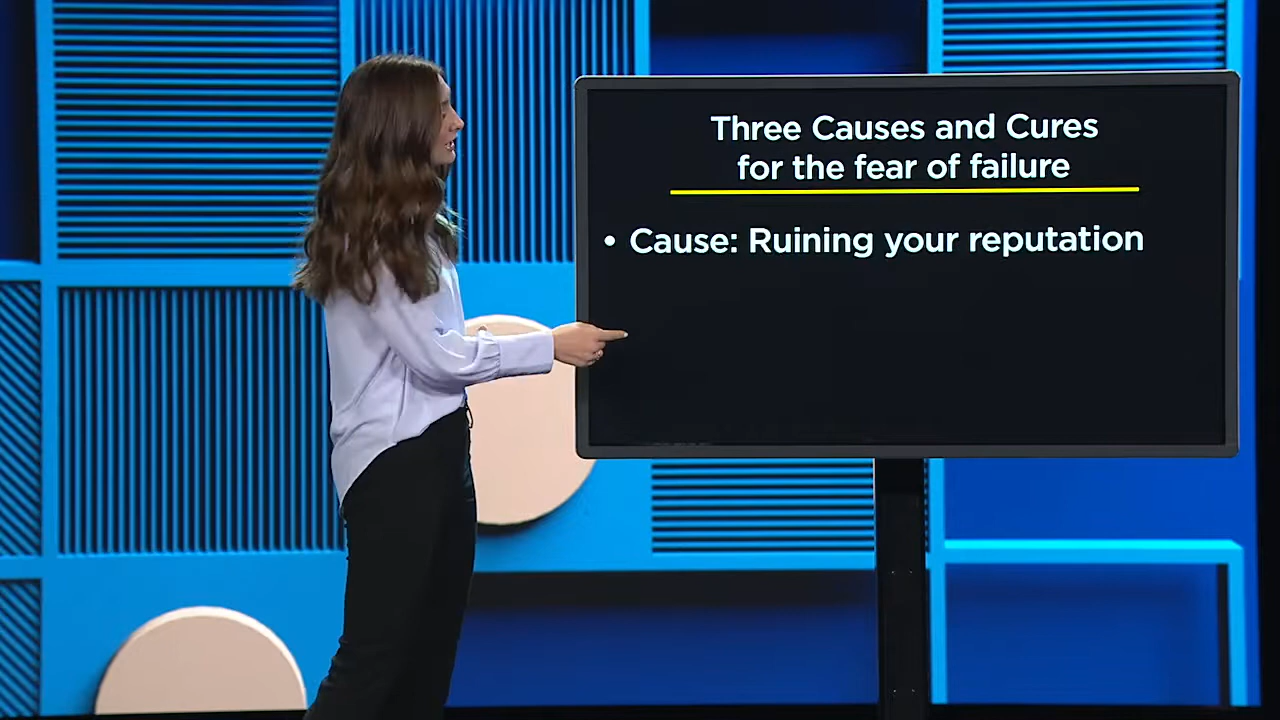 Three Causes and Cures
for the fear of failure
• Cause: Ruining your reputation